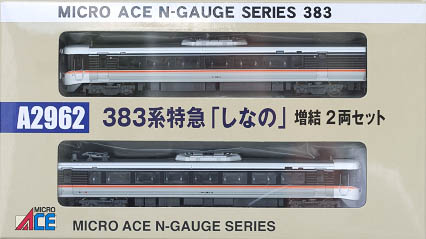 MICRO ACE N-GAUGE SERIES 383
A2962 383系特急「しなの」 増結 2両セット
MICRO ACE MICRO ACE N-GAUGE SERIES